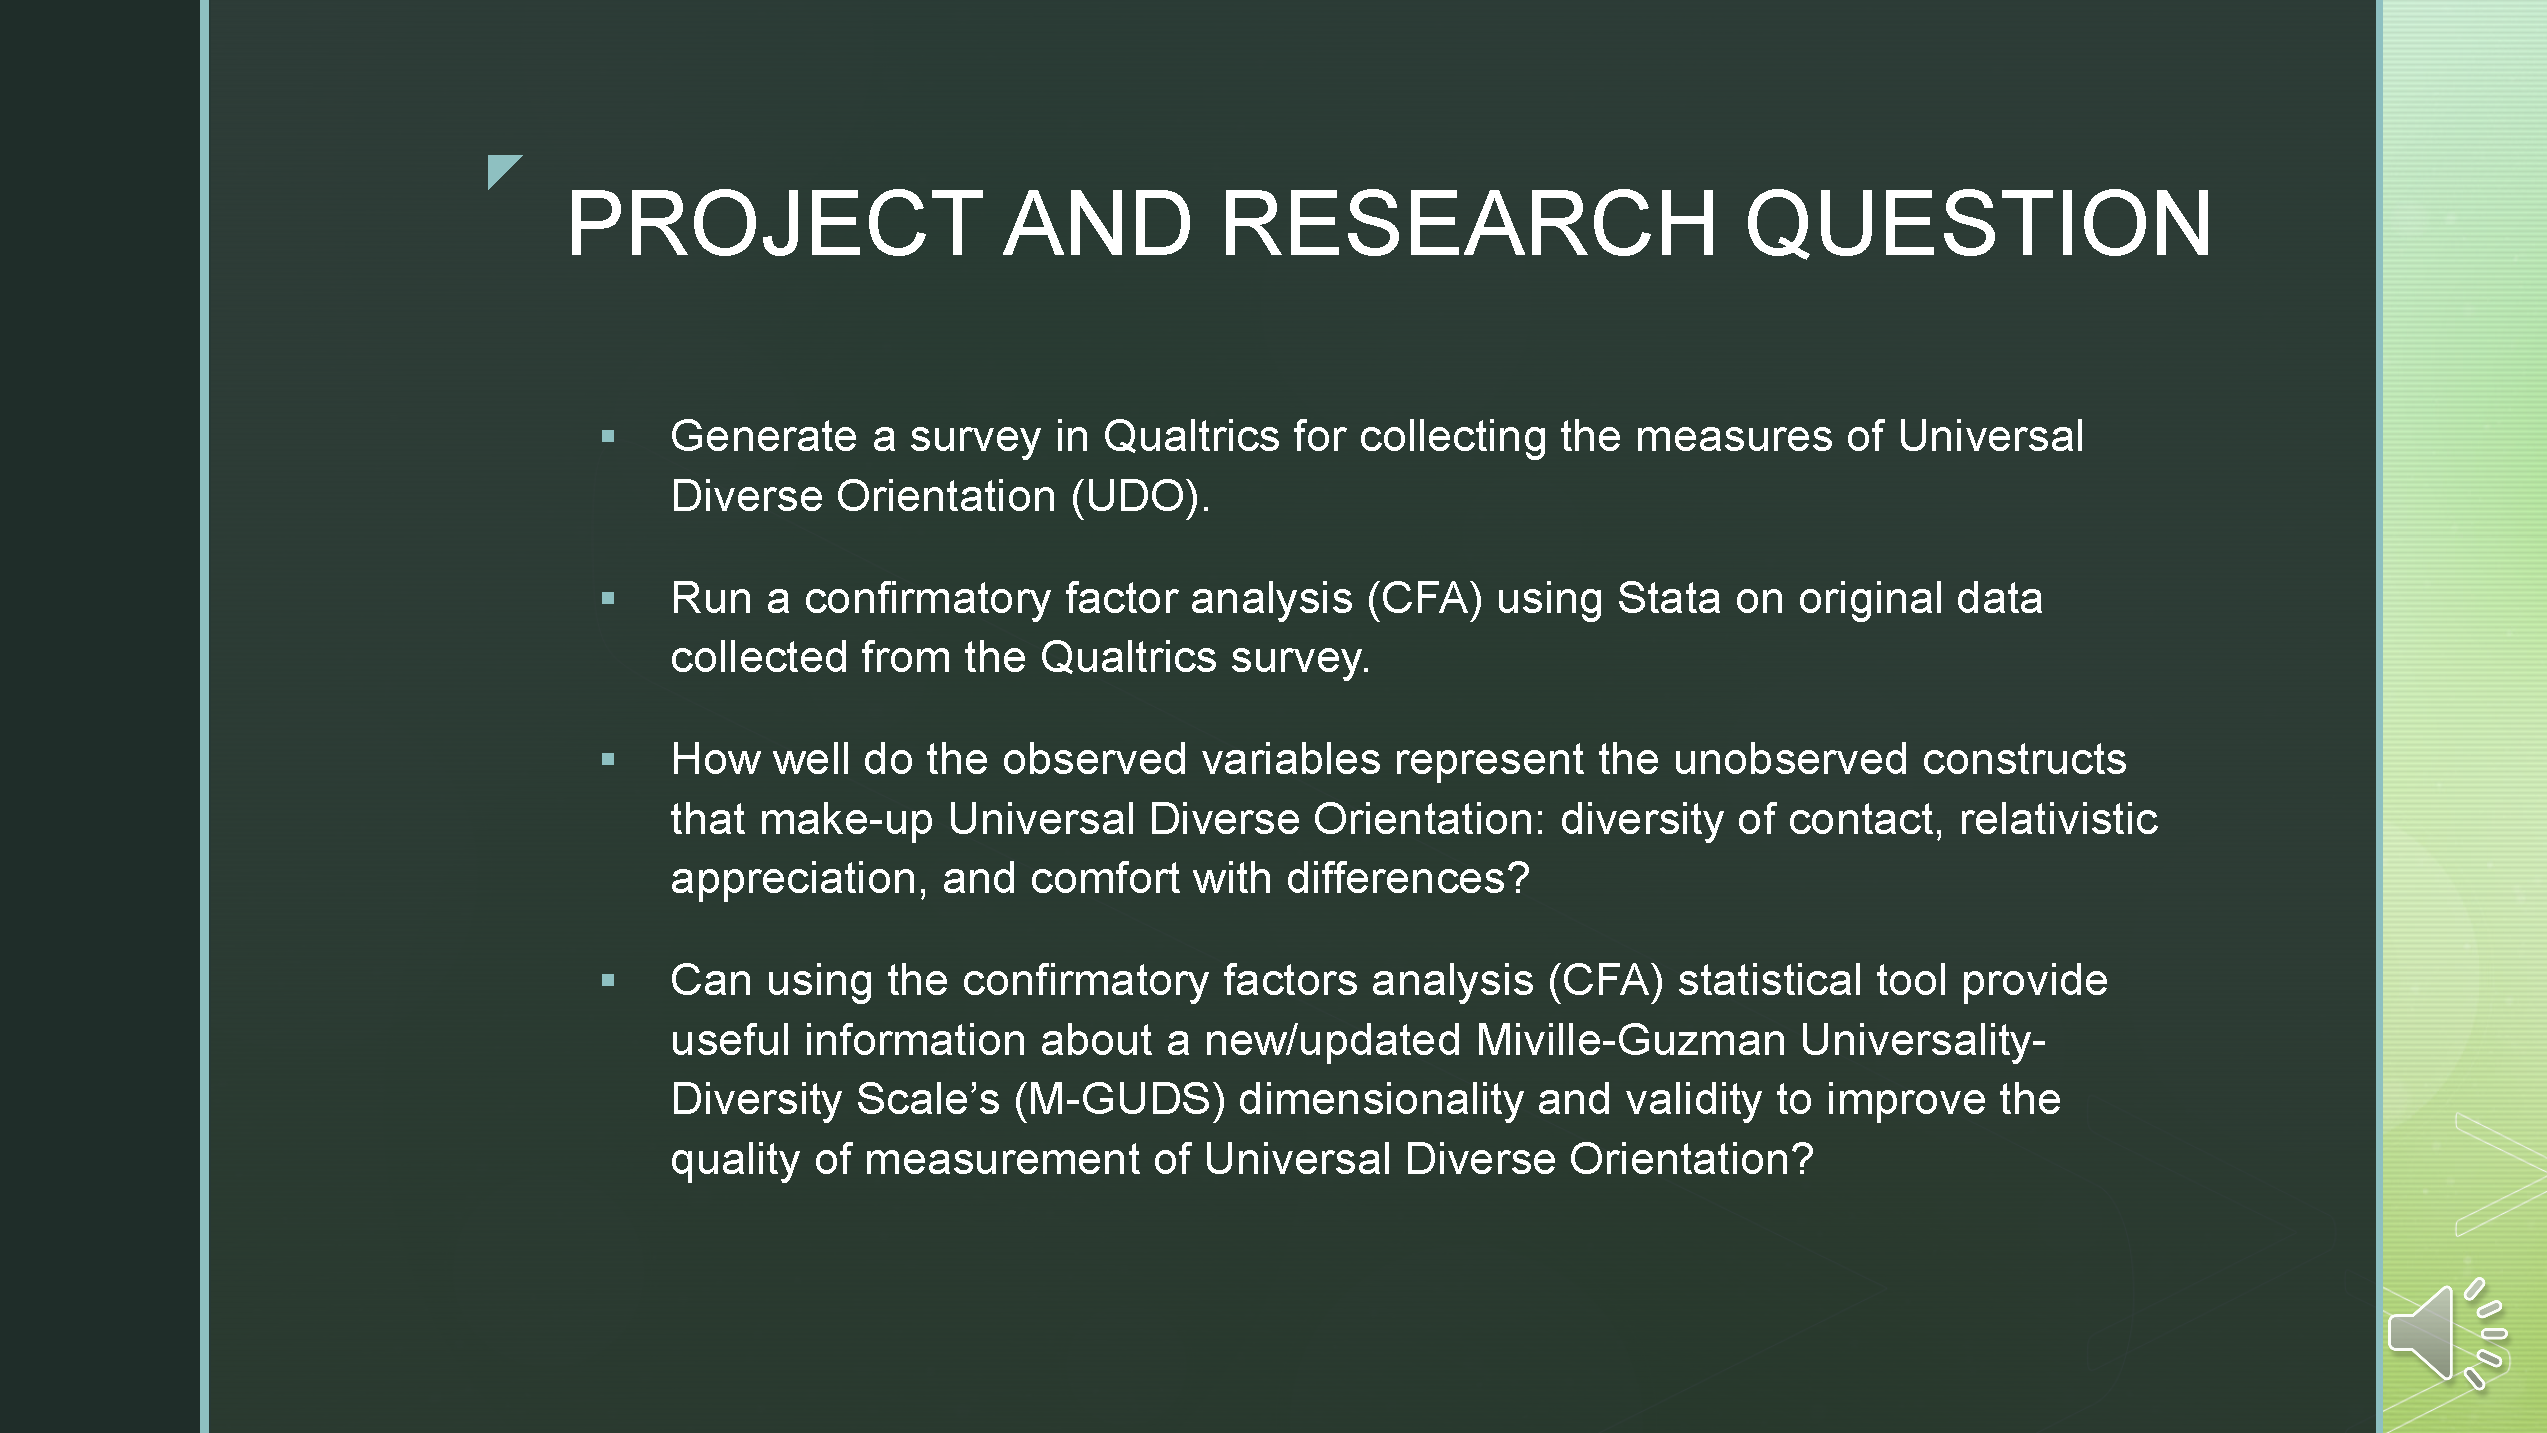 PROJECT AND RESEARCH QUESTION
▪ Generate a survey in Qualtrics for collecting the measures of Universal
Diverse Orientation (UDO).
▪ Run a confirmatory factor analysis (CFA) using Stata on original data
collected from the Qualtrics survey.
▪ How well do the observed variables represent the unobserved constructs
that make-up Universal Diverse Orientation: diversity of contact, relativistic
appreciation, and comfort with differences?
▪ Can using the confirmatory factors analysis (CFA) statistical tool provide
useful information about a new/updated Miville-Guzman Universality-
Diversity Scale’s (M-GUDS) dimensionality and validity to improve the
quality of measurement of Universal Diverse Orientation?